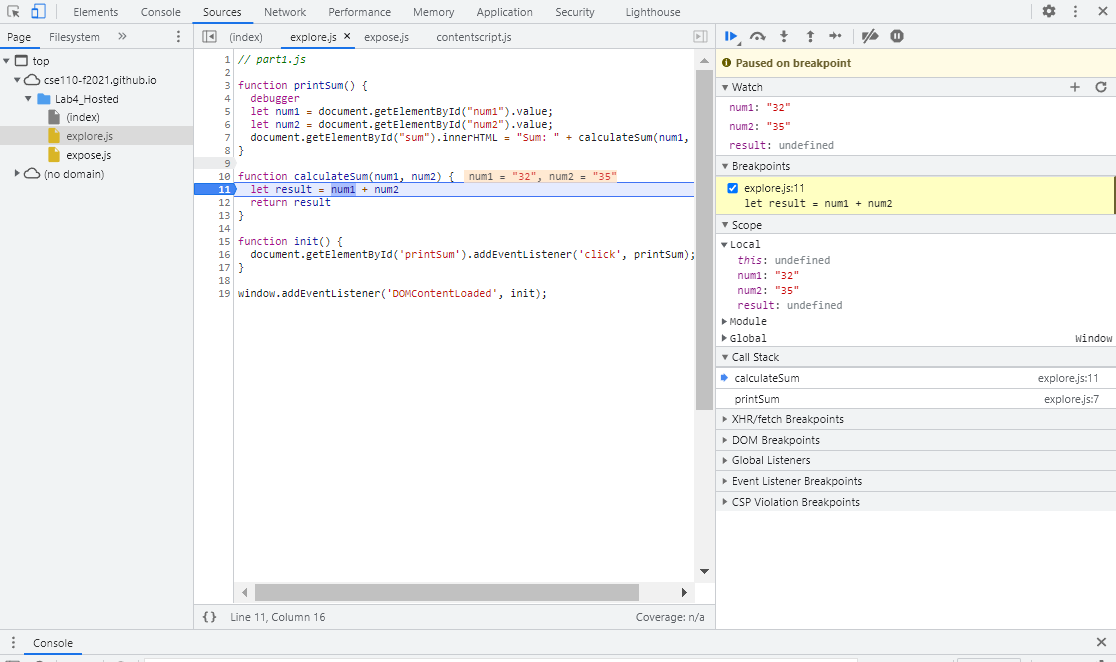 Elements Console Sources Network Performance Memory Application Security Lighthouse
Page Filesystem »
top
cse110-f2021.github.io
Lab4_Hosted
(index)
explore.js
expose.js
(no domain)
(index) explore.js × expose.js contentscript.js
1 // part1.js
2
3 function printSum() {
4 debugger
5 let num1 = document.getElementById("num1").value;
6 let num2 = document.getElementById("num2").value;
7 document.getElementById("sum").innerHTML = "Sum: " + calculateSum(num1,
8 }
9
10 function calculateSum(num1, num2) { num1 = "32", num2 = "35"
11 let result = num1 + num2
12 return result
13 }
14
15 function init() {
16 document.getElementById('printSum').addEventListener('click', printSum);
17 }
18
19 window.addEventListener('DOMContentLoaded', init);
{} Line 11, Column 16 Coverage: n/a
Paused on breakpoint
Watch
num1: "32"
num2: "35"
result: undefined
Breakpoints
explore.js:11
let result = num1 + num2
Scope
Local
this: undefined
num1: "32"
num2: "35"
result: undefined
Module
Global Window
Call Stack
calculateSum explore.js:11
printSum explore.js:7
XHR/fetch Breakpoints
DOM Breakpoints
Global Listeners
Event Listener Breakpoints
CSP Violation Breakpoints
Console